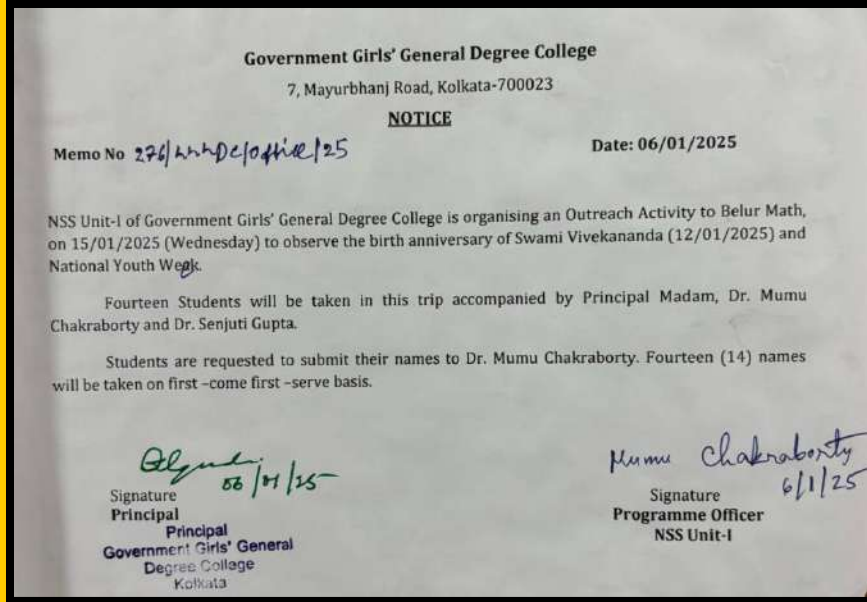 Government Girls' General Degree College
7, Mayurbhanj Road, Kolkata-700023
NOTICE
Memo No 276/GGGDC/Office/25 Date: 06/01/2025
NSS Unit-I of Government Girls' General Degree College is organising an Outreach Activity to Belur Math,
on 15/01/2025 (Wednesday) to observe the birth anniversary of Swami Vivekananda (12/01/2025) and
National Youth Week.
Fourteen Students will be taken in this trip accompanied by Principal Madam, Dr. Mumu
Chakraborty and Dr. Senjuti Gupta.
Students are requested to submit their names to Dr. Mumu Chakraborty. Fourteen (14) names
will be taken on first –come first –serve basis.
06/01/25
Signature
Principal
Principal
Government Girls' General
Degree College
Kolkata
Mumu Chakraborty
6/1/25
Signature
Programme Officer
NSS Unit-I